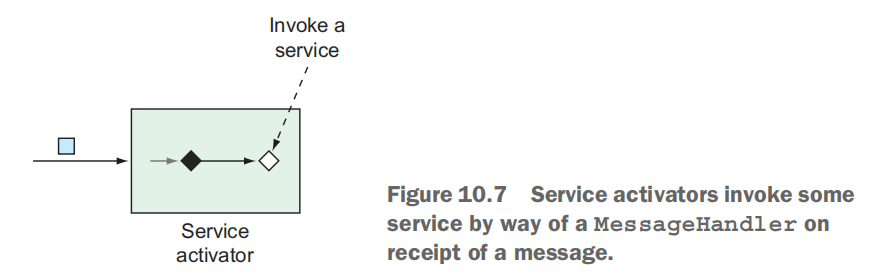 Invoke a
service
Service
activator
Figure 10.7 Service activators invoke some
service by way of a MessageHandler on
receipt of a message.